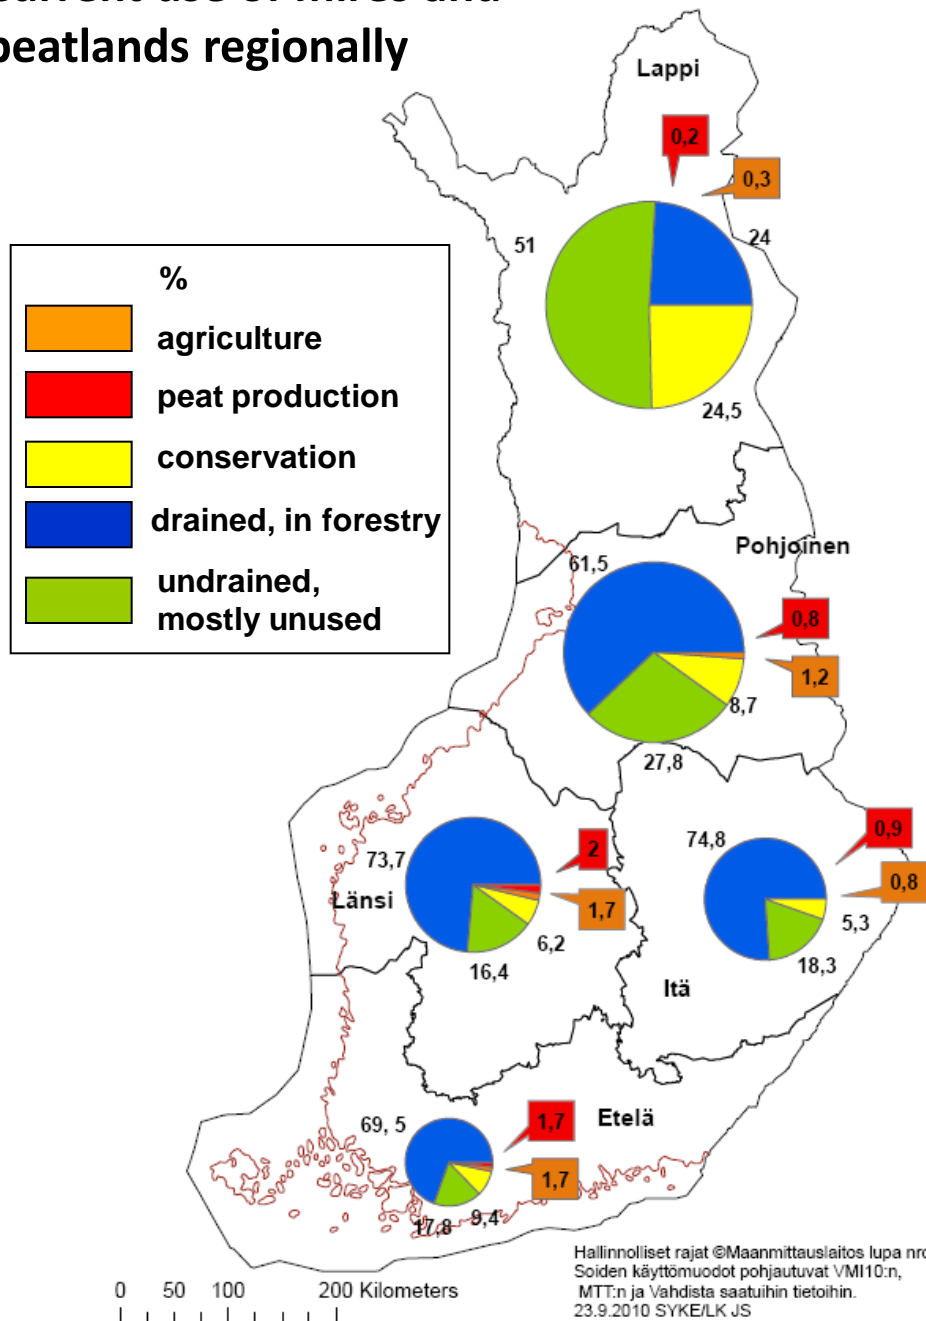 peatlands regionally
Lappi
0,2
0,3
51
24
24,5
%
agriculture
peat production
conservation
drained, in forestry
undrained,
mostly unused
Pohjoinen
61,5
0,8
1,2
8,7
27,8
73,7
Länsi
2
1,7
6,2
16,4
74,8
0,9
0,8
5,3
18,3
Itä
69, 5
Etelä
1,7
1,7
9,4
17,8
0 50 100 200 Kilometers
Hallinnolliset rajat ©Maanmittauslaitos lupa
Soiden käyttömuodot pohjautuvat VMI10:n,
MTT:n ja Vahdista saatuihin tietoihin.
23.9.2010 SYKE/LK JS